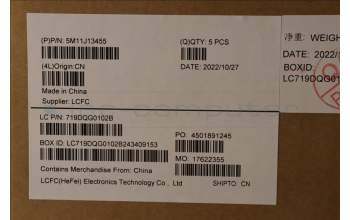 (P)P/N: 5M11J13455
(Q)QTY: 5 PCS
(4L)Origin:CN
DATE: 2022/10/27
Made in China
Supplier: LCFC
净重: WEIGH
DATE: 2022/
BOXID:
LC719DQG0
LC P/N: 719DQG0102B
PO: 4501891245
BOX ID: LC719DQG0102B243409153
MO: 17622355
Contains Merchandise From: China
LCFC(HeFei) Electronics Technology Co., Ltd
SHIPTO: CN